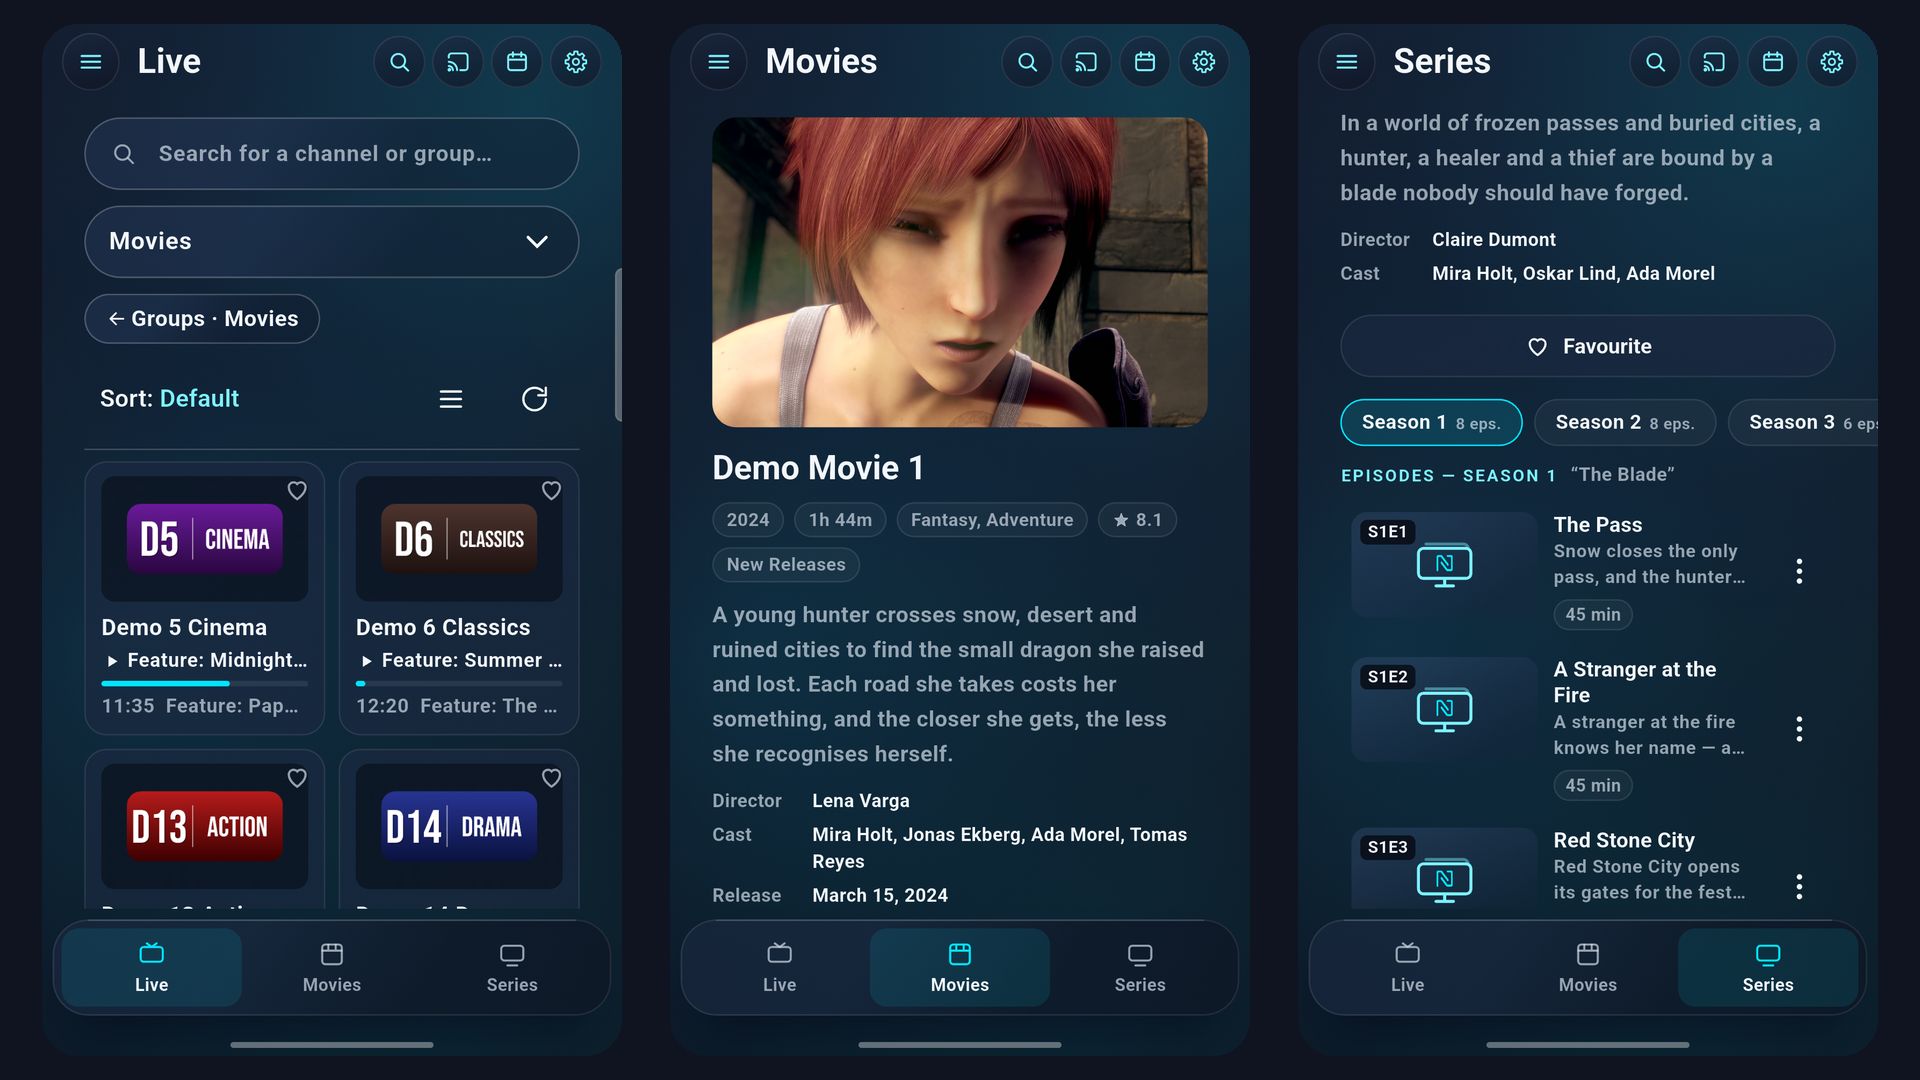 Live
Search for a channel or group...
Movies
← Groups · Movies
Sort: Default
D5 CINEMA
Demo 5 Cinema
Feature: Midnight...
11:35 Feature: Pap...
D6 CLASSICS
Demo 6 Classics
Feature: Summer ...
12:20 Feature: The ...
D13 ACTION
D14 DRAMA
Live
Movies
Series
Movies
Demo Movie 1
2024
1h 44m
Fantasy, Adventure
★ 8.1
New Releases
A young hunter crosses snow, desert and
ruined cities to find the small dragon she raised
and lost. Each road she takes costs her
something, and the closer she gets, the less
she recognises herself.
Director Lena Varga
Cast Mira Holt, Jonas Ekberg, Ada Morel, Tomas
Reyes
Release March 15, 2024
Live
Movies
Series
Series
In a world of frozen passes and buried cities, a
hunter, a healer and a thief are bound by a
blade nobody should have forged.
Director Claire Dumont
Cast Mira Holt, Oskar Lind, Ada Morel
Favourite
Season 1 8 eps.
Season 2 8 eps.
Season 3 6 eps
EPISODES — SEASON 1 “The Blade”
S1E1
The Pass
Snow closes the only
pass, and the hunter...
45 min
S1E2
A Stranger at the
Fire
A stranger at the fire
knows her name — a...
45 min
S1E3
Red Stone City
Red Stone City opens
its gates for the fest...
Live
Movies
Series